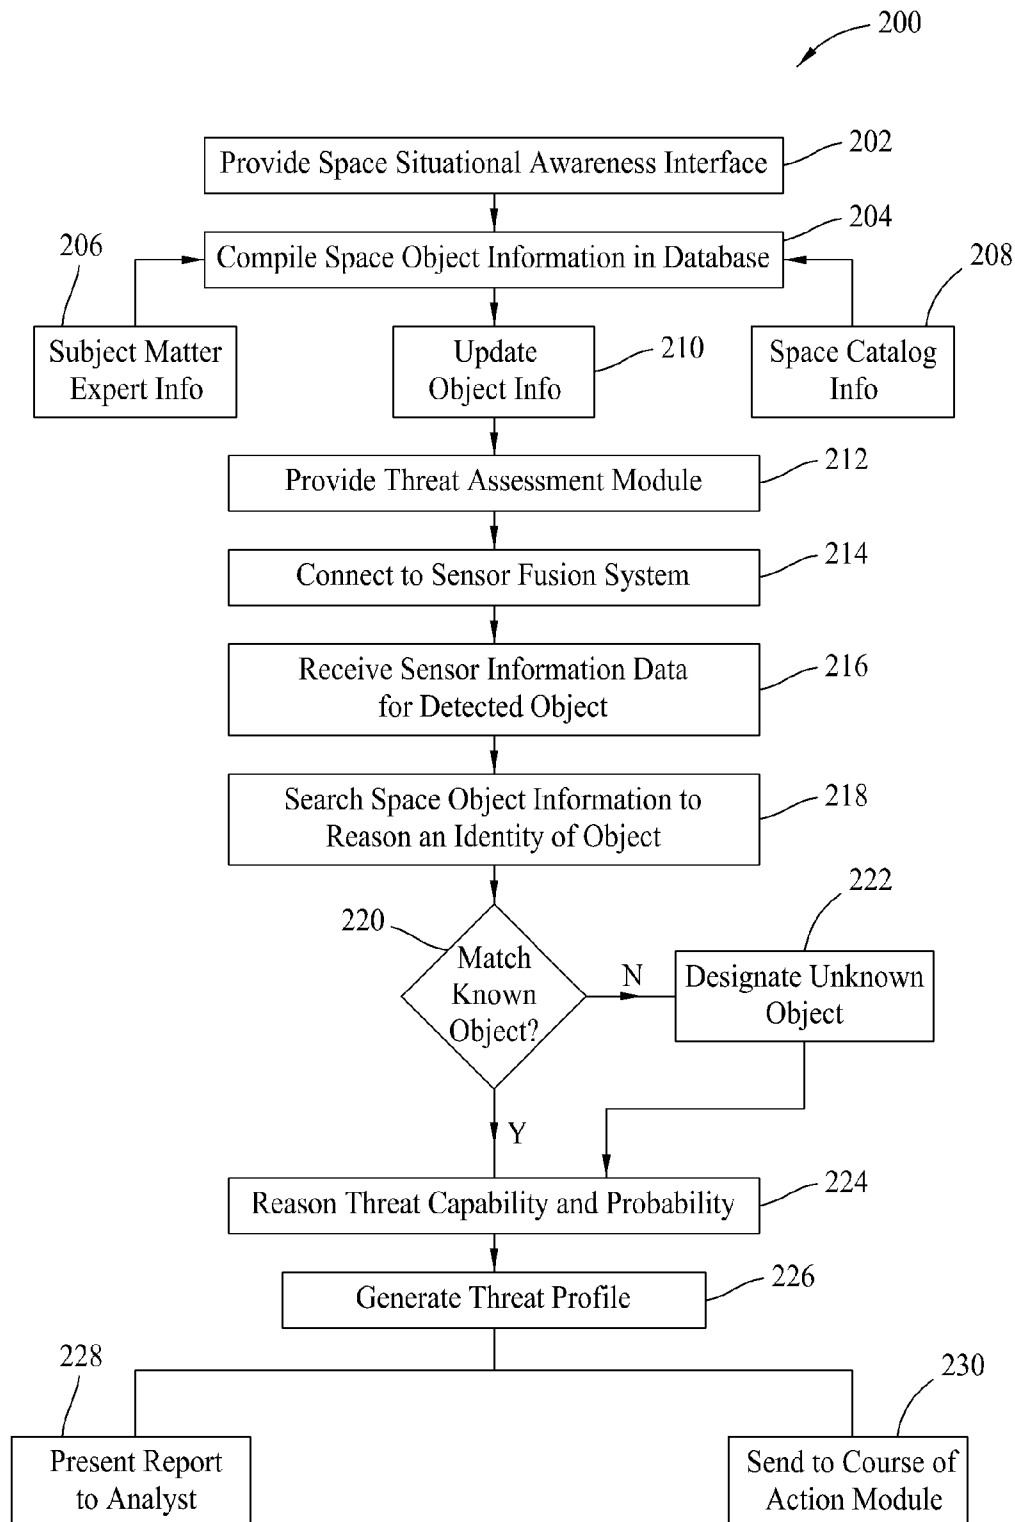 200
Provide Space Situational Awareness Interface
202
204
Compile Space Object Information in Database
206
208
Subject Matter
Expert Info
Update
Object Info
210
Space Catalog
Info
Provide Threat Assessment Module
212
Connect to Sensor Fusion System
214
Receive Sensor Information Data
for Detected Object
216
Search Space Object Information to
Reason an Identity of Object
218
220
Match
Known
Object?
N
222
Designate Unknown
Object
Y
Reason Threat Capability and Probability
224
Generate Threat Profile
226
228
Present Report
to Analyst
230
Send to Course of
Action Module